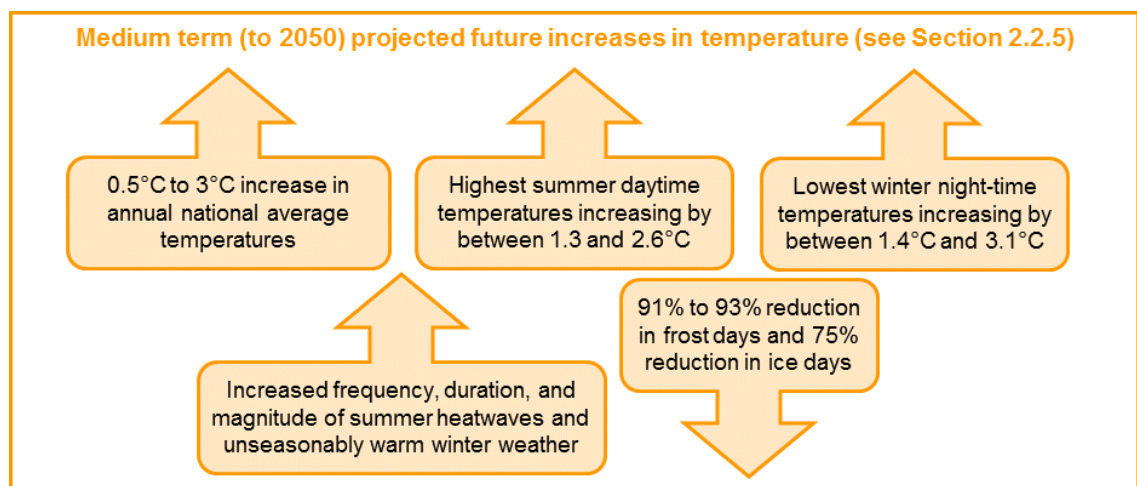 Medium term (to 2050) projected future increases in temperature (see Section 2.2.5)
0.5°C to 3°C increase in
annual national average
temperatures
Highest summer daytime
temperatures increasing by
between 1.3 and 2.6°C
Lowest winter night-time
temperatures increasing by
between 1.4°C and 3.1°C
Increased frequency, duration, and
magnitude of summer heatwaves and
unseasonably warm winter weather
91% to 93% reduction
in frost days and 75%
reduction in ice days